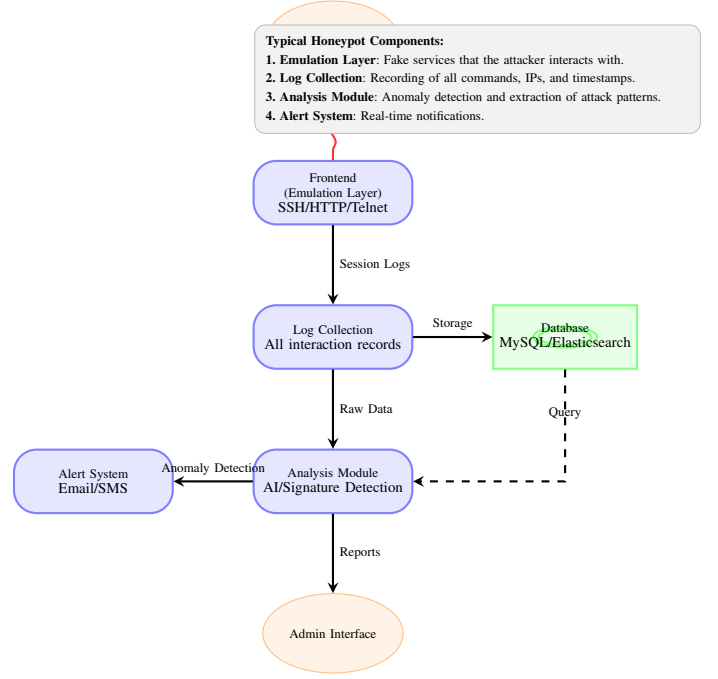 Typical Honeypot Components:
1. Emulation Layer: Fake services that the attacker interacts with.
2. Log Collection: Recording of all commands, IPs, and timestamps.
3. Analysis Module: Anomaly detection and extraction of attack patterns.
4. Alert System: Real-time notifications.
Frontend
(Emulation Layer)
SSH/HTTP/Telnet
Session Logs
Log Collection
All interaction records
Storage
Database
MySQL/Elasticsearch
Raw Data
Query
Alert System
Email/SMS
Anomaly Detection
Analysis Module
AI/Signature Detection
Reports
Admin Interface